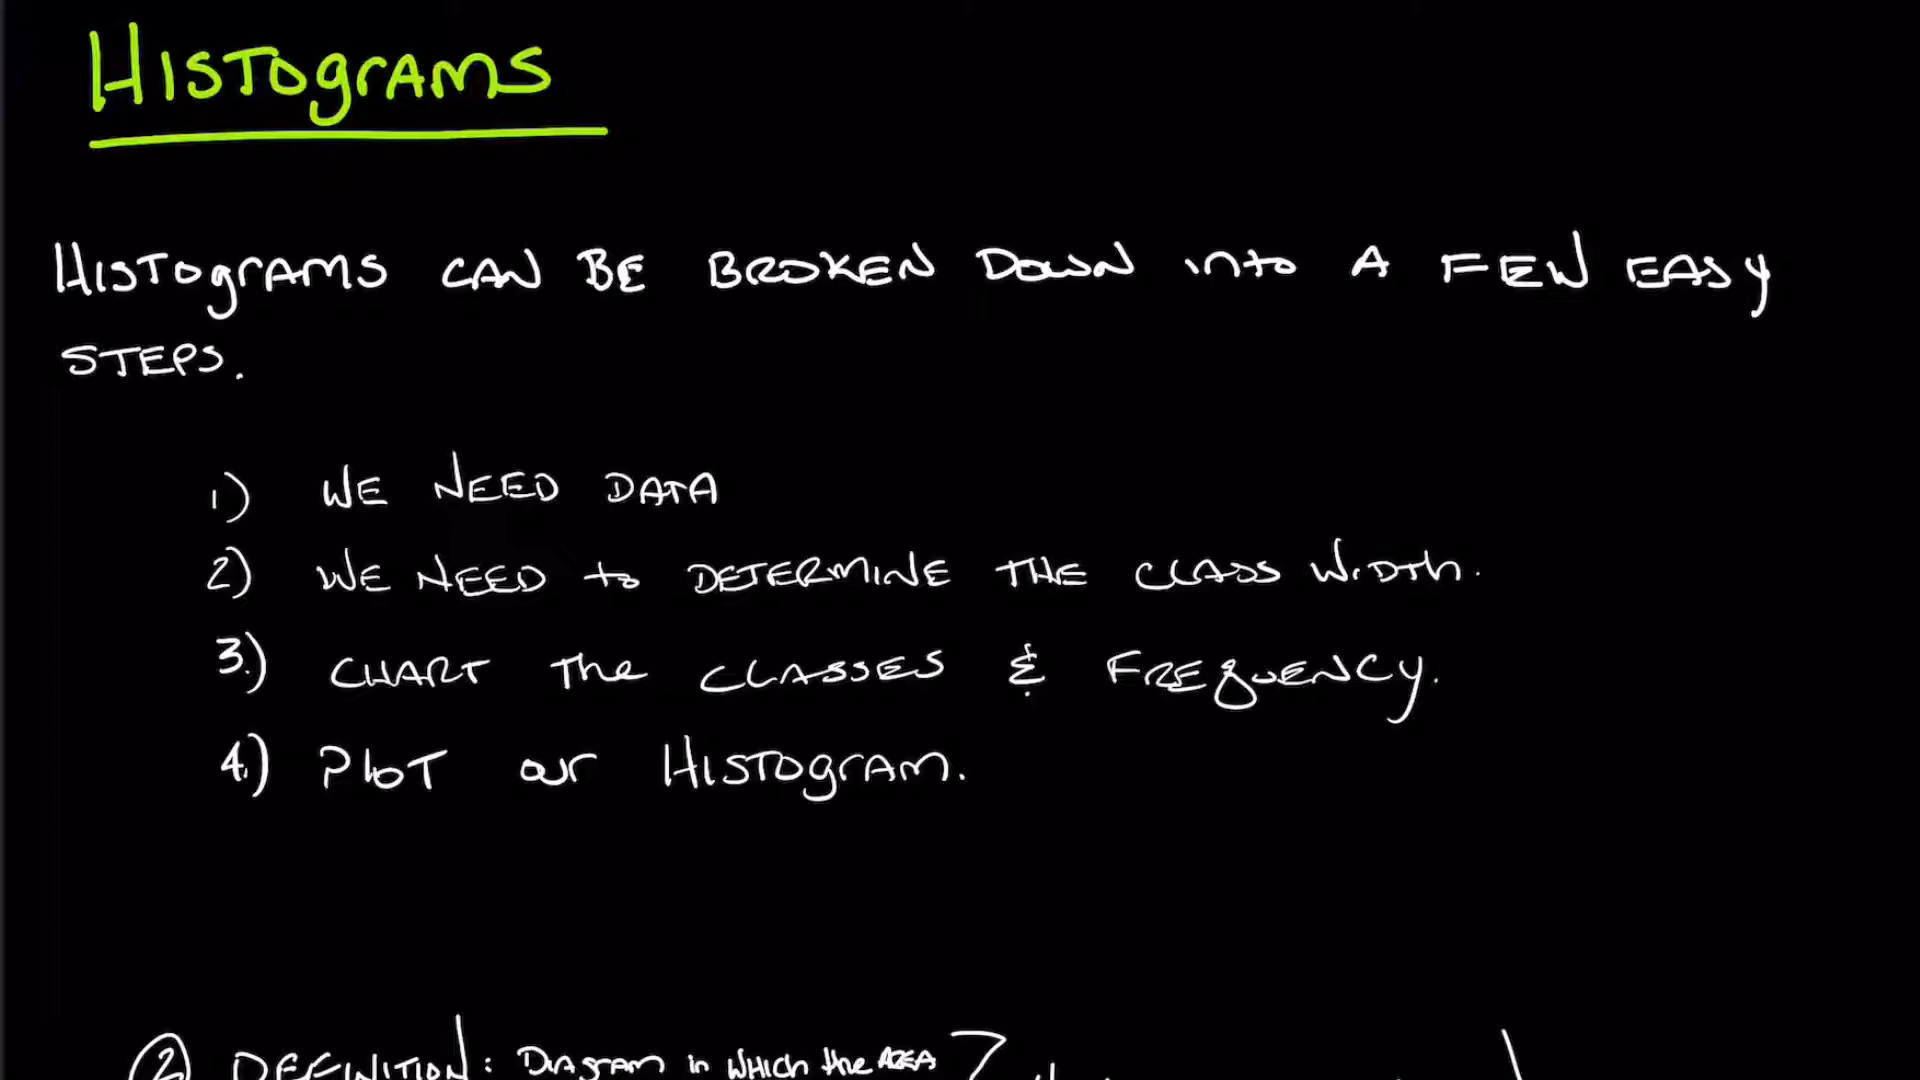 HISTOGRAMS
HISTOGRAMS CAN BE BROKEN DOWN INTO A FEW EASY
STEPS.
1) WE NEED DATA
2) WE NEED to DETERMINE THE CLASS WIDTH.
3.) CHART The CLASSES & FREQUENCY.
4.) PLOT our HISTOGRAM.
2 DEFINITION: DIAGRAM in WHICH the AREA